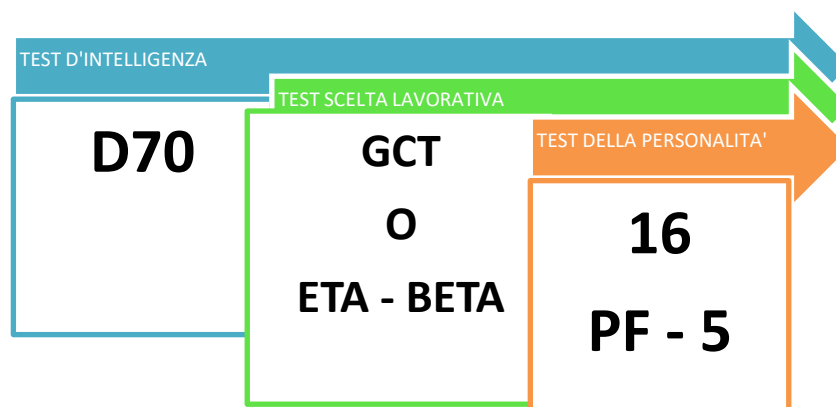 TEST D'INTELLIGENZA
D70
TEST SCELTA LAVORATIVA
GCT
O
ETA - BETA
TEST DELLA PERSONALITA'
16
PF - 5